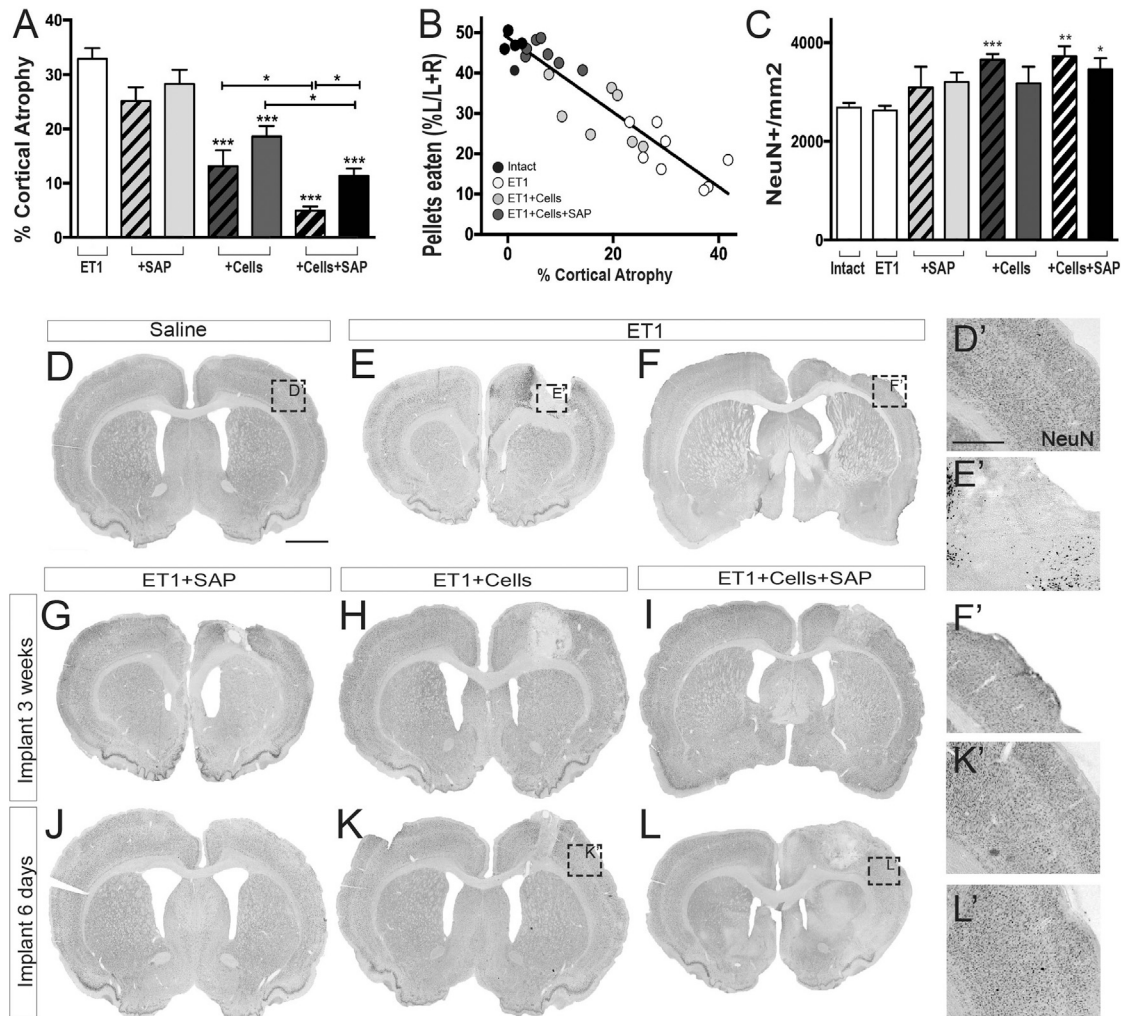 A
% Cortical Atrophy
40
30
20
10
0
***
***
***
***
*
*
*
ET1
+SAP
+Cells
+Cells+SAP
B
Pellets eaten (%L/L+R)
50
40
30
20
10
0
0
20
40
% Cortical Atrophy
Intact
ET1
ET1+Cells
ET1+Cells+SAP
C
NeuN+/mm2
4000
2000
0
***
**
*
Intact
ET1
+SAP
+Cells
+Cells+SAP
Saline
ET1
D
D'
E
E'
F
F'
D'
NeuN
E'
F'
ET1+SAP
ET1+Cells
ET1+Cells+SAP
Implant 3 weeks
G
H
I
Implant 6 days
J
K
K'
L
L'
K'
L'